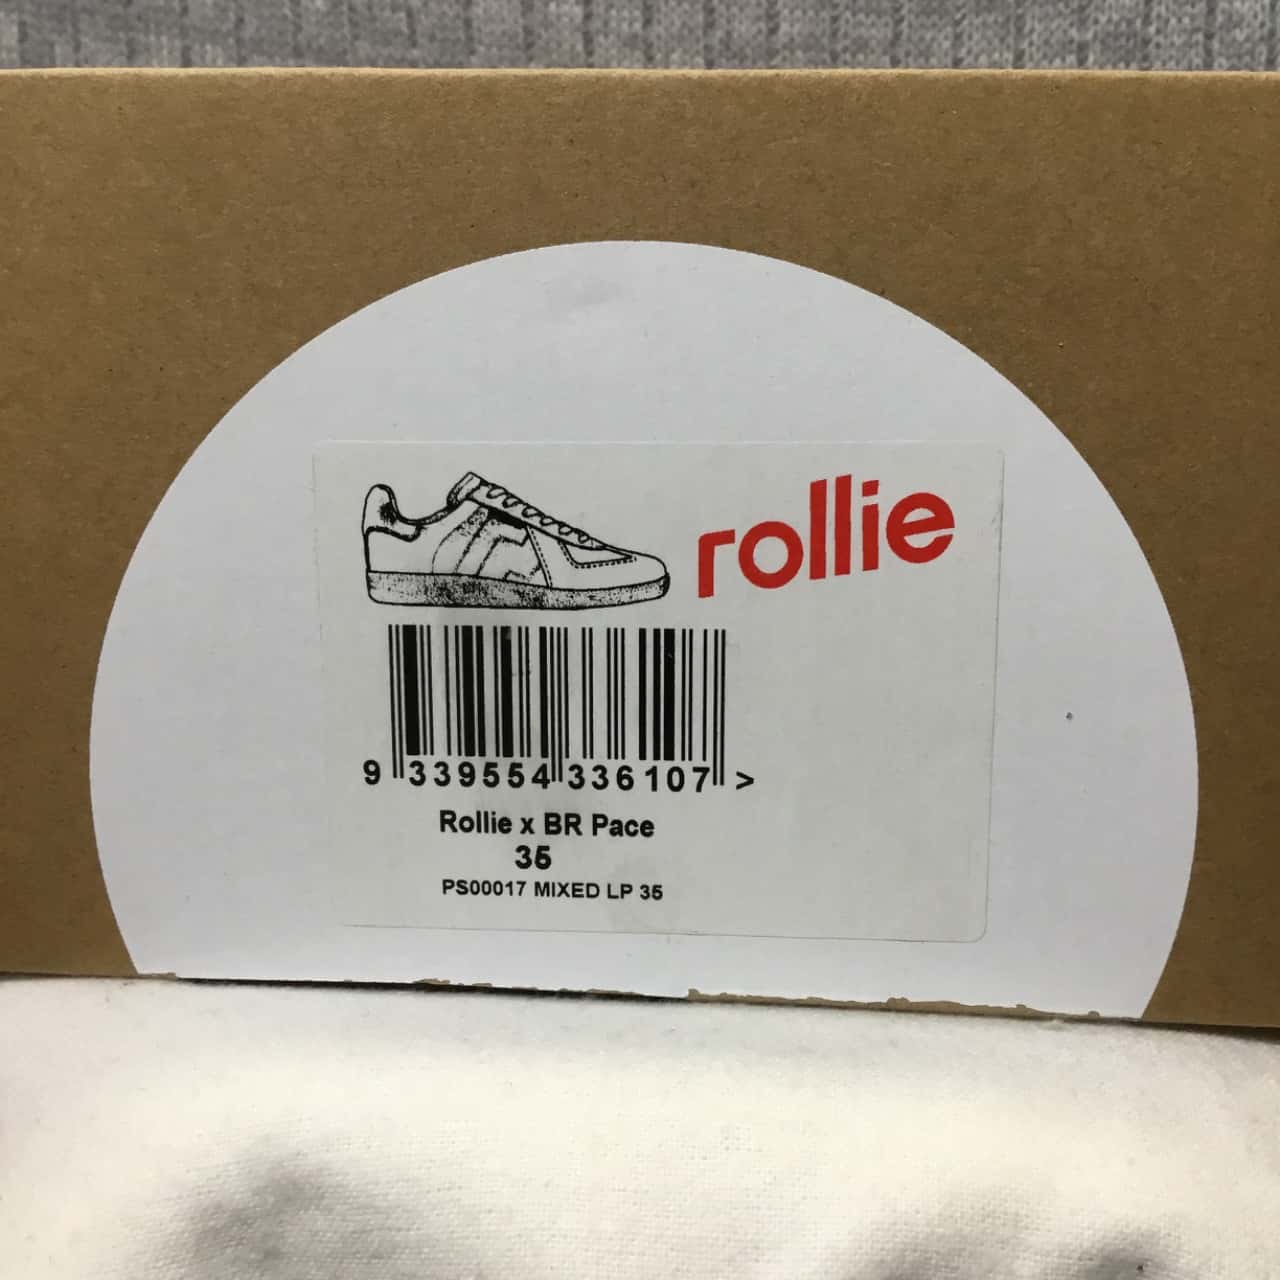 rollie
9 339554 336107 >
Rollie x BR Pace
35
PS00017 MIXED LP 35